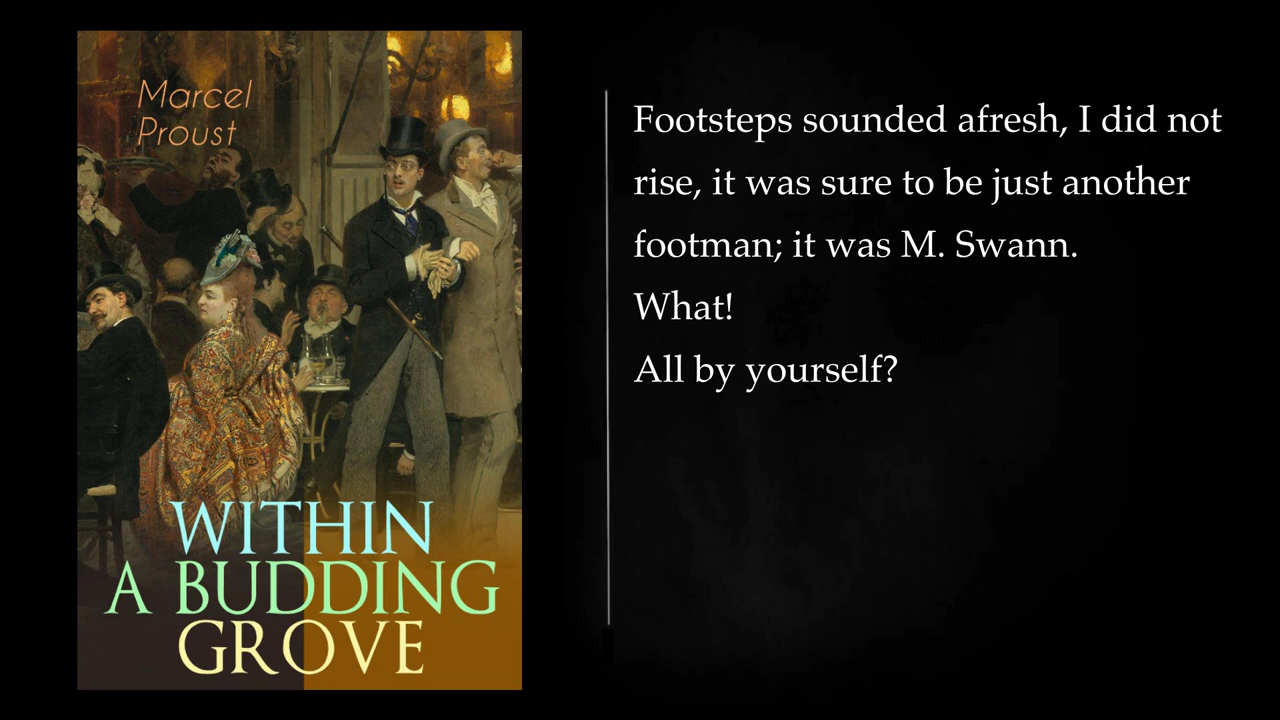 Marcel
Proust
WITHIN
A BUDDING
GROVE
Footsteps sounded afresh, I did not
rise, it was sure to be just another
footman; it was M. Swann.
What!
All by yourself?